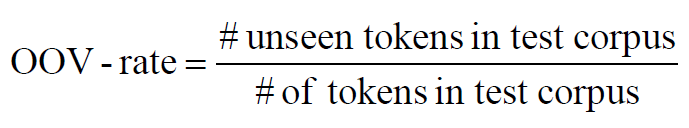 OOV - rate = # unseen tokens in test corpus
# of tokens in test corpus